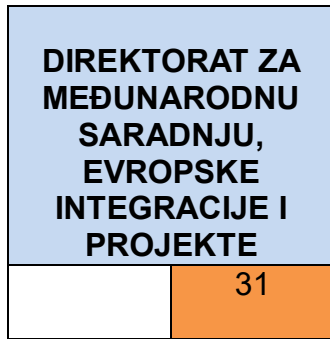 DIREKTORAT ZA
MEĐUNARODNU
SARADNJU,
EVROPSKE
INTEGRACIJE I
PROJEKTE
31